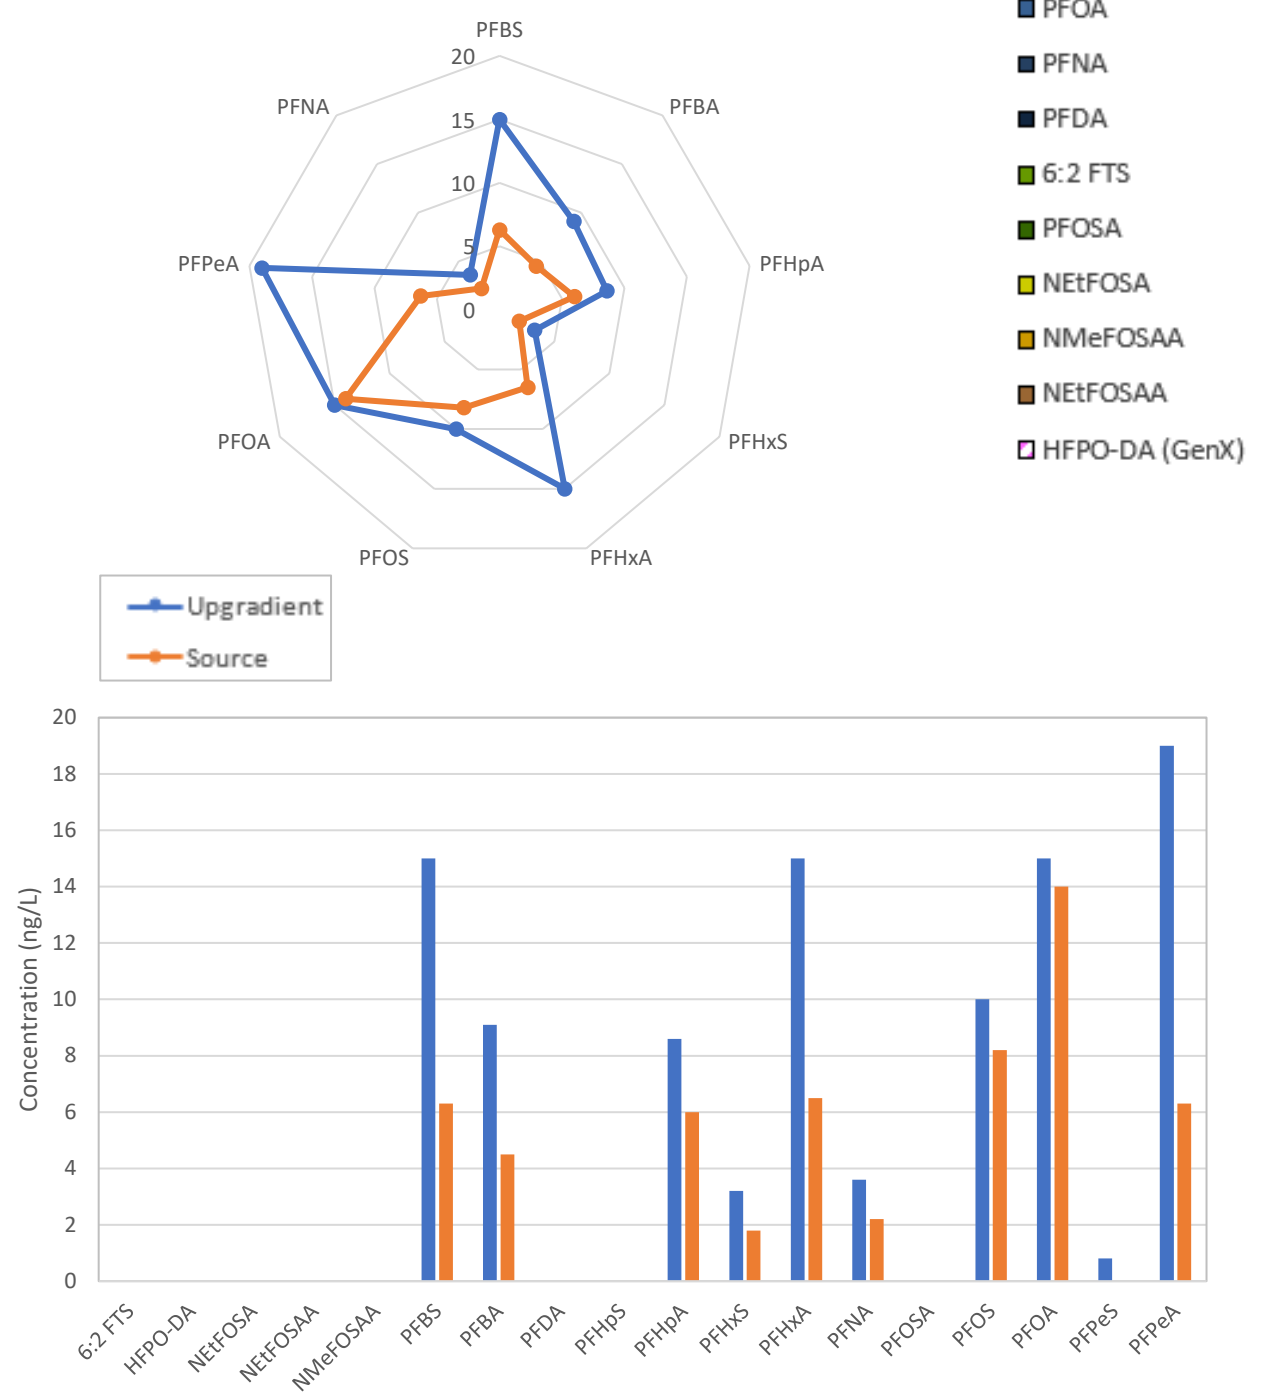 PFBS
PFBA
PFHpA
PFHxS
PFHxA
PFOS
PFOA
PFPeA
PFNA
20
15
10
5
0
PFOA
PFNA
PFDA
6:2 FTS
PFOSA
NEtFOSA
NMeFOSAA
NEtFOSAA
HFPO-DA (GenX)
Upgradient
Source
Concentration (ng/L)
20
18
16
14
12
10
8
6
4
2
0
6:2 FTS
HFPO-DA
NEtFOSA
NEtFOSAA
NMeFOSAA
PFBS
PFBA
PFDA
PFHpS
PFHpA
PFHxS
PFHxA
PFNA
PFOSA
PFOS
PFOA
PFPeS
PFPeA